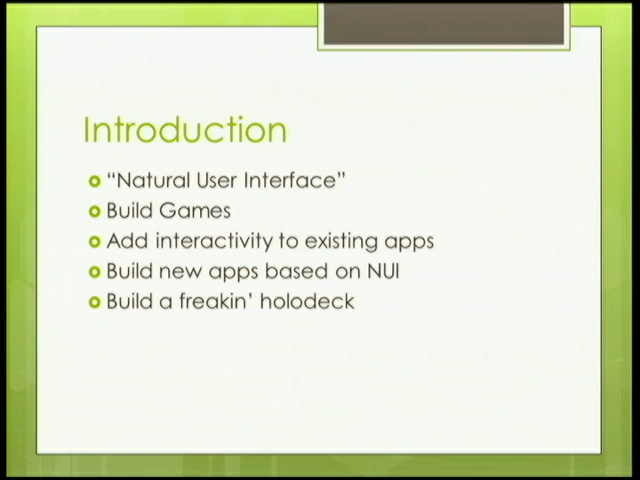 Introduction
“Natural User Interface”
Build Games
Add interactivity to existing apps
Build new apps based on NUI
Build a freakin’ holodeck